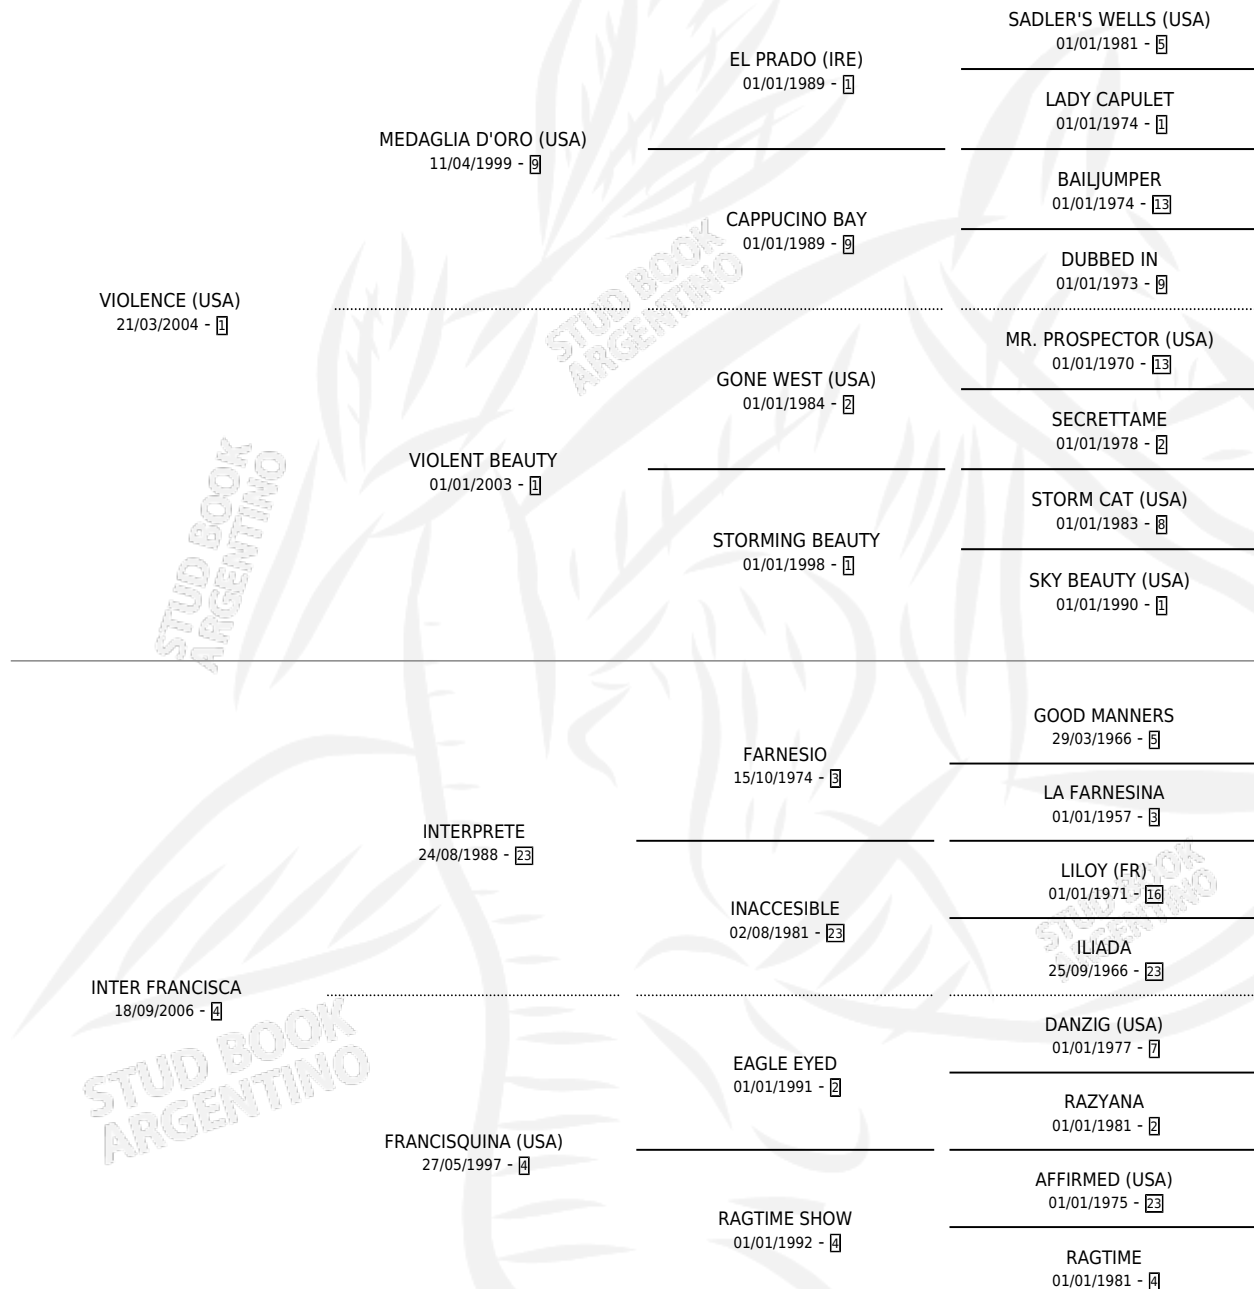 SADLER'S WELLS (USA)
01/01/1981 - 5
EL PRADO (IRE)
01/01/1989 - 1
LADY CAPULET
01/01/1974 - 1
MEDAGLIA D'ORO (USA)
11/04/1999 - 9
BAILJUMPER
01/01/1974 - 13
CAPPUCINO BAY
01/01/1989 - 9
DUBBED IN
01/01/1973 - 9
VIOLENCE (USA)
21/03/2004 - 1
MR. PROSPECTOR (USA)
01/01/1970 - 13
GONE WEST (USA)
01/01/1984 - 2
SECRETTAME
01/01/1978 - 2
VIOLENT BEAUTY
01/01/2003 - 1
STORM CAT (USA)
01/01/1983 - 8
STORMING BEAUTY
01/01/1998 - 1
SKY BEAUTY (USA)
01/01/1990 - 1
GOOD MANNERS
29/03/1966 - 5
FARNESIO
15/10/1974 - 3
LA FARNESINA
01/01/1957 - 3
INTERPRETE
24/08/1988 - 23
LILOY (FR)
01/01/1971 - 16
INACCESIBLE
02/08/1981 - 23
ILIADA
25/09/1966 - 23
INTER FRANCISCA
18/09/2006 - 4
DANZIG (USA)
01/01/1977 - 7
EAGLE EYED
01/01/1991 - 2
RAZYANA
01/01/1981 - 2
FRANCISQUINA (USA)
27/05/1997 - 4
AFFIRMED (USA)
01/01/1975 - 23
RAGTIME SHOW
01/01/1992 - 4
RAGTIME
01/01/1981 - 4
STUD BOOK
ARGENTINO
STUD BOOK
ARGENTINO
STUD BOOK
ARGENTINO
STUD BOOK
ARGENTINO